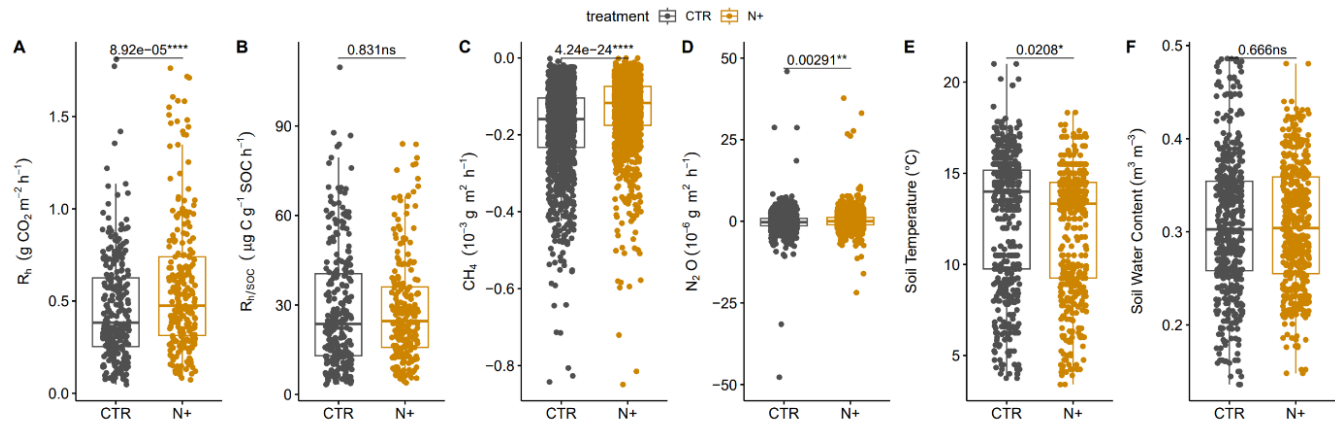 treatment CTR N+
A
8.92e−05****
R_h (g CO₂ m⁻² h⁻¹)
1.5
1.0
0.5
0.0
CTR N+
B
0.831ns
R_h/SOC (µg C g⁻¹ SOC h⁻¹)
90
60
30
0
CTR N+
C
4.24e−24****
CH₄ (10⁻³ g m² h⁻¹)
0.0
−0.2
−0.4
−0.6
−0.8
CTR N+
D
0.00291**
N₂ O (10⁻⁶ g m² h⁻¹)
50
25
0
−25
−50
CTR N+
E
0.0208*
Soil Temperature (°C)
20
15
10
5
CTR N+
F
0.666ns
Soil Water Content (m³ m⁻³)
0.5
0.4
0.3
0.2
CTR N+